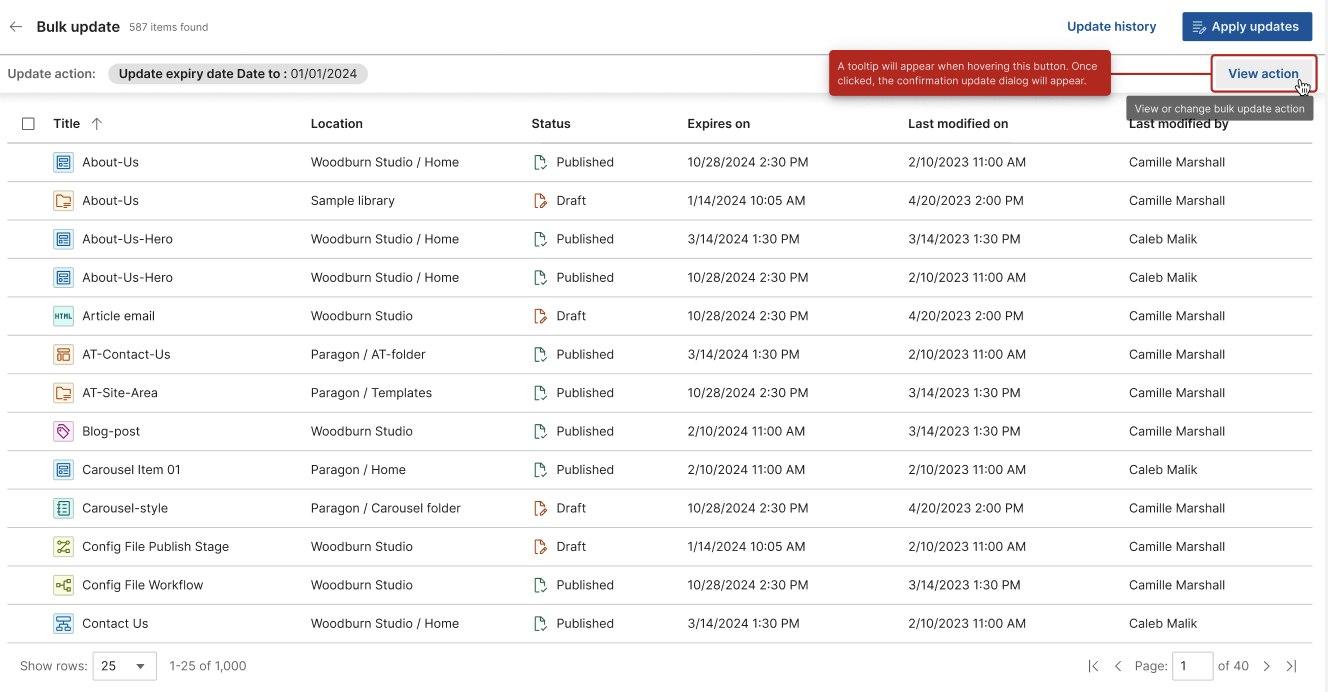 Bulk update 587 items found Update history Apply updates
Update action: Update expiry date Date to : 01/01/2024
A tooltip will appear when hovering this button. Once
clicked, the confirmation update dialog will appear.
View action
View or change bulk update action
Title Location Status Expires on Last modified on Last modified by
About-Us Woodburn Studio / Home Published 10/28/2024 2:30 PM 2/10/2023 11:00 AM Camille Marshall
About-Us Sample library Draft 1/14/2024 10:05 AM 4/20/2023 2:00 PM Camille Marshall
About-Us-Hero Woodburn Studio / Home Published 3/14/2024 1:30 PM 3/14/2023 1:30 PM Caleb Malik
About-Us-Hero Woodburn Studio / Home Published 10/28/2024 2:30 PM 2/10/2023 11:00 AM Caleb Malik
HTML Article email Woodburn Studio Draft 10/28/2024 2:30 PM 4/20/2023 2:00 PM Camille Marshall
AT-Contact-Us Paragon / AT-folder Published 3/14/2024 1:30 PM 2/10/2023 11:00 AM Camille Marshall
AT-Site-Area Paragon / Templates Published 10/28/2024 2:30 PM 3/14/2023 1:30 PM Camille Marshall
Blog-post Woodburn Studio Published 2/10/2024 11:00 AM 3/14/2023 1:30 PM Camille Marshall
Carousel Item 01 Paragon / Home Published 2/10/2024 11:00 AM 2/10/2023 11:00 AM Caleb Malik
Carousel-style Paragon / Carousel folder Draft 10/28/2024 2:30 PM 4/20/2023 2:00 PM Camille Marshall
Config File Publish Stage Woodburn Studio Draft 1/14/2024 10:05 AM 2/10/2023 11:00 AM Camille Marshall
Config File Workflow Woodburn Studio Published 10/28/2024 2:30 PM 3/14/2023 1:30 PM Camille Marshall
Contact Us Woodburn Studio / Home Published 3/14/2024 1:30 PM 2/10/2023 11:00 AM Caleb Malik
Show rows: 25 1-25 of 1,000 Page: 1 of 40